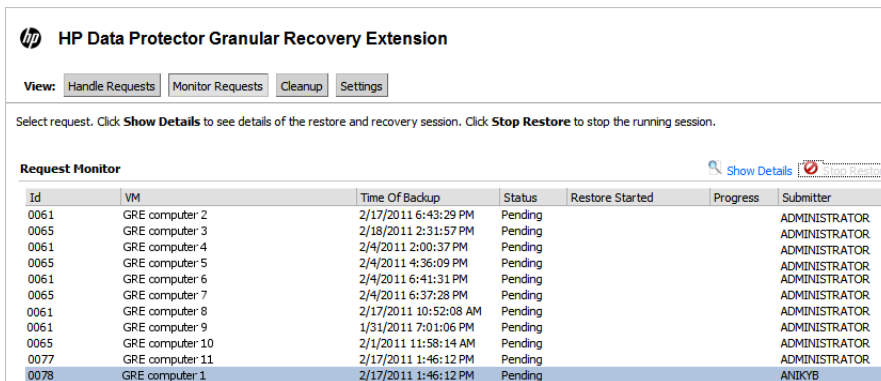 hp HP Data Protector Granular Recovery Extension
View: Handle Requests Monitor Requests Cleanup Settings
Select request. Click Show Details to see details of the restore and recovery session. Click Stop Restore to stop the running session.
Request Monitor Show Details Stop Restor
Id VM Time Of Backup Status Restore Started Progress Submitter
0061 GRE computer 2 2/17/2011 6:43:29 PM Pending ADMINISTRATOR
0065 GRE computer 3 2/18/2011 2:31:57 PM Pending ADMINISTRATOR
0061 GRE computer 4 2/4/2011 2:00:37 PM Pending ADMINISTRATOR
0065 GRE computer 5 2/4/2011 4:36:09 PM Pending ADMINISTRATOR
0061 GRE computer 6 2/4/2011 6:41:31 PM Pending ADMINISTRATOR
0065 GRE computer 7 2/4/2011 6:37:28 PM Pending ADMINISTRATOR
0061 GRE computer 8 2/17/2011 10:52:08 AM Pending ADMINISTRATOR
0061 GRE computer 9 1/31/2011 7:01:06 PM Pending ADMINISTRATOR
0065 GRE computer 10 2/1/2011 11:58:14 AM Pending ADMINISTRATOR
0077 GRE computer 11 2/17/2011 1:46:12 PM Pending ADMINISTRATOR
0078 GRE computer 1 2/17/2011 1:46:12 PM Pending ANIKYB